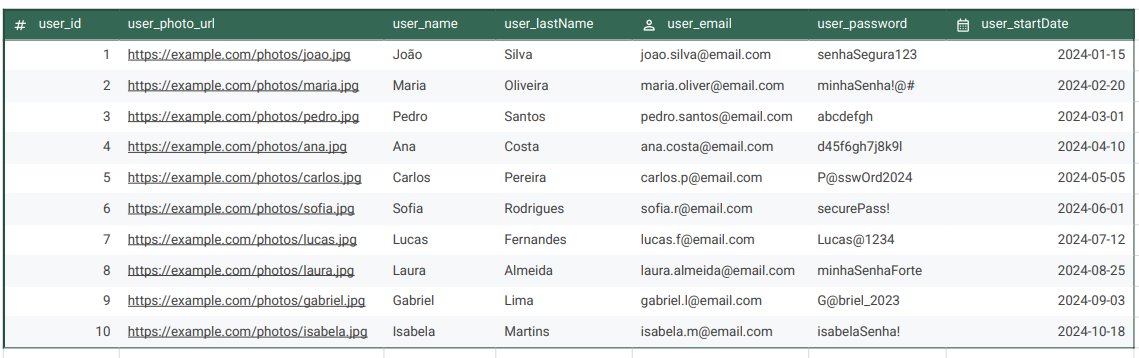 # user_id user_photo_url user_name user_lastName user_email user_password user_startDate
1 https://example.com/photos/joao.jpg João Silva joao.silva@email.com senhaSegura123 2024-01-15
2 https://example.com/photos/maria.jpg Maria Oliveira maria.oliver@email.com minhaSenha!@# 2024-02-20
3 https://example.com/photos/pedro.jpg Pedro Santos pedro.santos@email.com abcdefgh 2024-03-01
4 https://example.com/photos/ana.jpg Ana Costa ana.costa@email.com d45f6gh7j8k9l 2024-04-10
5 https://example.com/photos/carlos.jpg Carlos Pereira carlos.p@email.com P@sswOrd2024 2024-05-05
6 https://example.com/photos/sofia.jpg Sofia Rodrigues sofia.r@email.com securePass! 2024-06-01
7 https://example.com/photos/lucas.jpg Lucas Fernandes lucas.f@email.com Lucas@1234 2024-07-12
8 https://example.com/photos/laura.jpg Laura Almeida laura.almeida@email.com minhaSenhaForte 2024-08-25
9 https://example.com/photos/gabriel.jpg Gabriel Lima gabriel.l@email.com G@briel_2023 2024-09-03
10 https://example.com/photos/isabela.jpg Isabela Martins isabela.m@email.com isabelaSenha! 2024-10-18